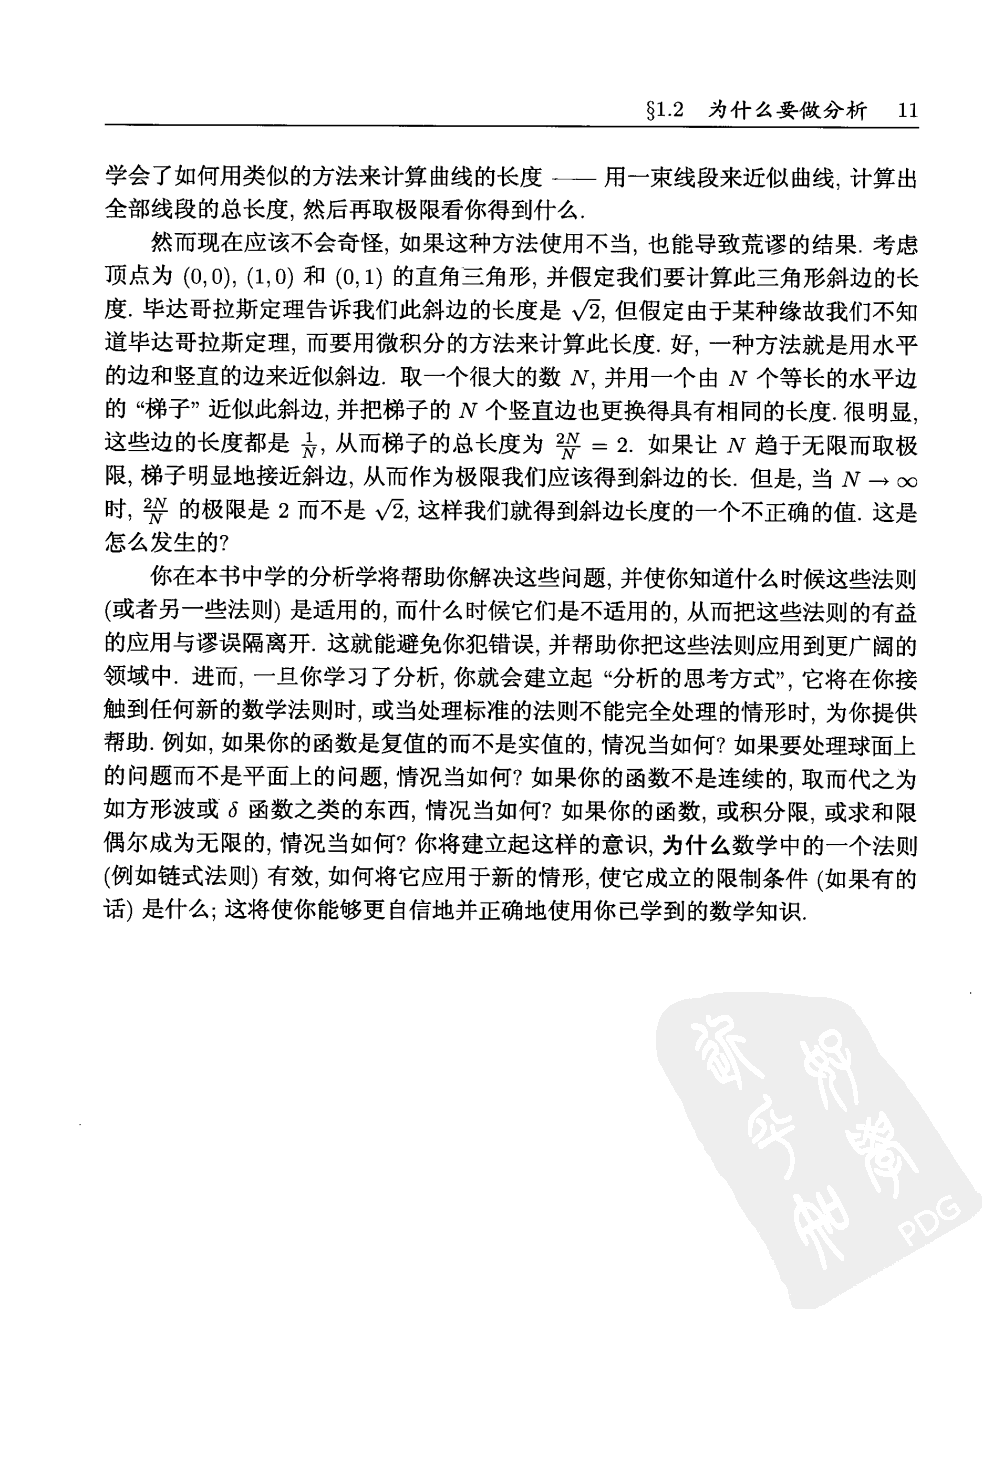 §1.2 为什么要做分析 11
学会了如何用类似的方法来计算曲线的长度 —— 用一束线段来近似曲线, 计算出
全部线段的总长度, 然后再取极限看你得到什么.
然而现在应该不会奇怪, 如果这种方法使用不当, 也能导致荒谬的结果. 考虑
顶点为 (0,0), (1,0) 和 (0,1) 的直角三角形, 并假定我们要计算此三角形斜边的长
度. 毕达哥拉斯定理告诉我们此斜边的长度是 √2, 但假定由于某种缘故我们不知
道毕达哥拉斯定理, 而要用微积分的方法来计算此长度. 好, 一种方法就是用水平
的边和竖直的边来近似斜边. 取一个很大的数 N, 并用一个由 N 个等长的水平边
的 “梯子” 近似此斜边, 并把梯子的 N 个竖直边也更换得具有相同的长度. 很明显,
这些边的长度都是 1/N, 从而梯子的总长度为 2N/N = 2. 如果让 N 趋于无限而取极
限, 梯子明显地接近斜边, 从而作为极限我们应该得到斜边的长. 但是, 当 N → ∞
时, 2N/N 的极限是 2 而不是 √2, 这样我们就得到斜边长度的一个不正确的值. 这是
怎么发生的?
你在本书中学的分析学将帮助你解决这些问题, 并使你知道什么时候这些法则
(或者另一些法则) 是适用的, 而什么时候它们是不适用的, 从而把这些法则的有益
的应用与谬误隔离开. 这就能避免你犯错误, 并帮助你把这些法则应用到更广阔的
领域中. 进而, 一旦你学习了分析, 你就会建立起 “分析的思考方式”, 它将在你接
触到任何新的数学法则时, 或当处理标准的法则不能完全处理的情形时, 为你提供
帮助. 例如, 如果你的函数是复值的而不是实值的, 情况当如何? 如果要处理球面上
的问题而不是平面上的问题, 情况当如何? 如果你的函数不是连续的, 取而代之为
如方形波或 δ 函数之类的东西, 情况当如何? 如果你的函数, 或积分限, 或求和限
偶尔成为无限的, 情况当如何? 你将建立起这样的意识, 为什么数学中的一个法则
(例如链式法则) 有效, 如何将它应用于新的情形, 使它成立的限制条件 (如果有的
话) 是什么; 这将使你能够更自信地并正确地使用你已学到的数学知识.
PDG